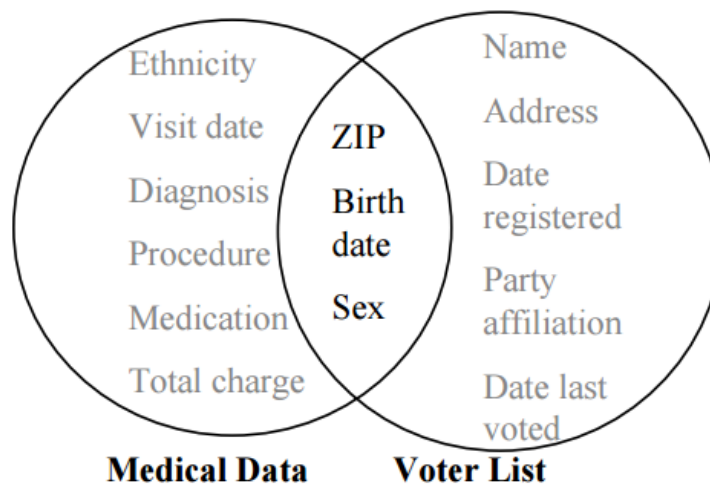 Ethnicity
Visit date
Diagnosis
Procedure
Medication
Total charge
ZIP
Birth
date
Sex
Name
Address
Date
registered
Party
affiliation
Date last
voted
Medical Data
Voter List